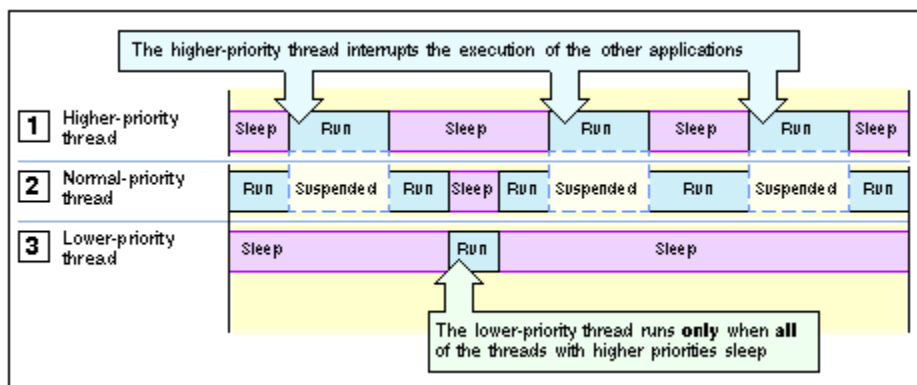 The higher-priority thread interrupts the execution of the other applications
1 Higher-priority
thread
Sleep Run Sleep Run Sleep Run Sleep
2 Normal-priority
thread
Run Suspended Run Sleep Run Suspended Run Suspended Run
3 Lower-priority
thread
Sleep Run Sleep
The lower-priority thread runs only when all
of the threads with higher priorities sleep